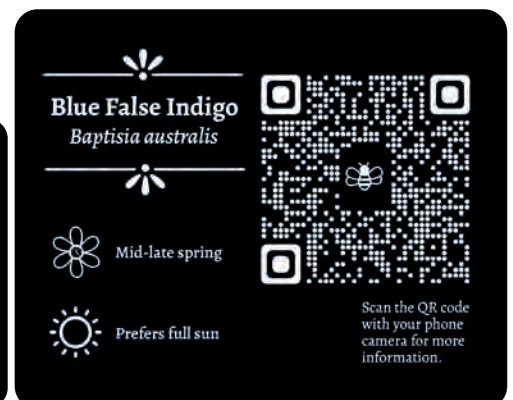 Blue False Indigo
Baptisia australis
Mid-late spring
Prefers full sun
Scan the QR code
with your phone
camera for more
information.